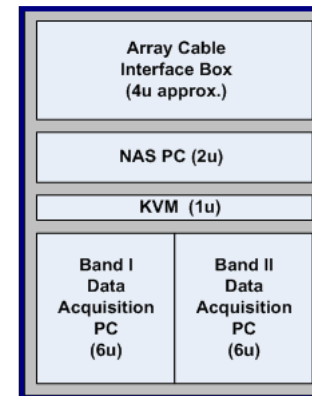 Array Cable
Interface Box
(4u approx.)
NAS PC (2u)
KVM (1u)
Band I
Data
Acquisition
PC
(6u)
Band II
Data
Acquisition
PC
(6u)